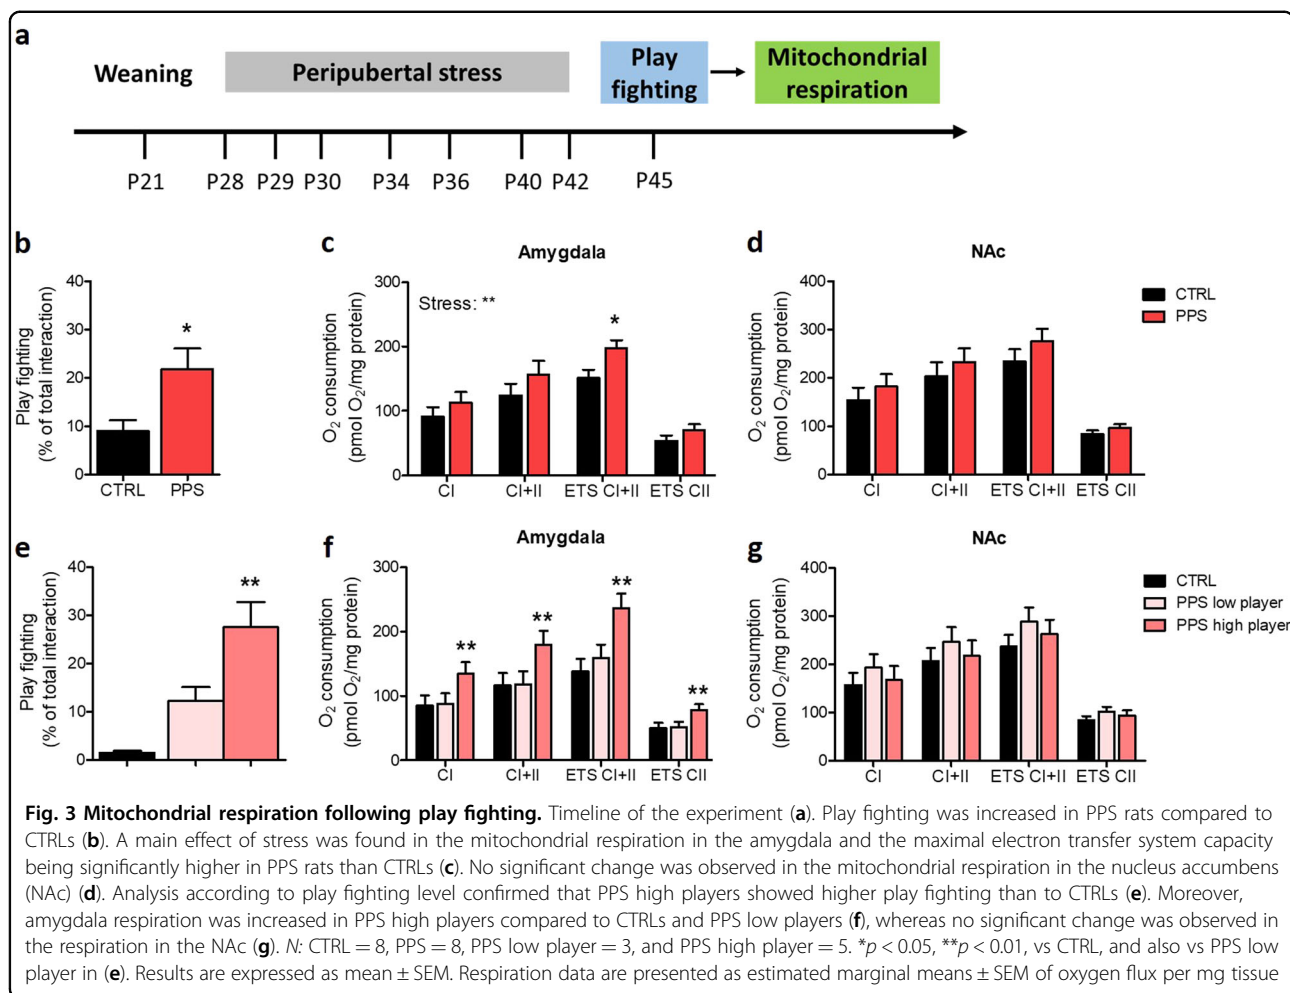 a
Weaning
Peripubertal stress
Play fighting
Mitochondrial respiration
P21 P28 P29 P30 P34 P36 P40 P42 P45
b
Play fighting
(% of total interaction)
40
30
20
10
0
*
CTRL PPS
c
Amygdala
O₂ consumption
(pmol O₂/mg protein)
300
200
100
0
Stress: **
*
CI CI+II ETS CI+II ETS CII
d
NAc
O₂ consumption
(pmol O₂/mg protein)
400
300
200
100
0
CI CI+II ETS CI+II ETS CII
CTRL
PPS
e
Play fighting
(% of total interaction)
40
30
20
10
0
**
f
Amygdala
O₂ consumption
(pmol O₂/mg protein)
300
200
100
0
** ** ** **
CI CI+II ETS CI+II ETS CII
g
NAc
O₂ consumption
(pmol O₂/mg protein)
400
300
200
100
0
CI CI+II ETS CI+II ETS CII
CTRL
PPS low player
PPS high player
Fig. 3 Mitochondrial respiration following play fighting. Timeline of the experiment (a). Play fighting was increased in PPS rats compared to
CTRLs (b). A main effect of stress was found in the mitochondrial respiration in the amygdala and the maximal electron transfer system capacity
being significantly higher in PPS rats than CTRLs (c). No significant change was observed in the mitochondrial respiration in the nucleus accumbens
(NAc) (d). Analysis according to play fighting level confirmed that PPS high players showed higher play fighting than to CTRLs (e). Moreover,
amygdala respiration was increased in PPS high players compared to CTRLs and PPS low players (f), whereas no significant change was observed in
the respiration in the NAc (g). N: CTRL = 8, PPS = 8, PPS low player = 3, and PPS high player = 5. *p < 0.05, **p < 0.01, vs CTRL, and also vs PPS low
player in (e). Results are expressed as mean ± SEM. Respiration data are presented as estimated marginal means ± SEM of oxygen flux per mg tissue